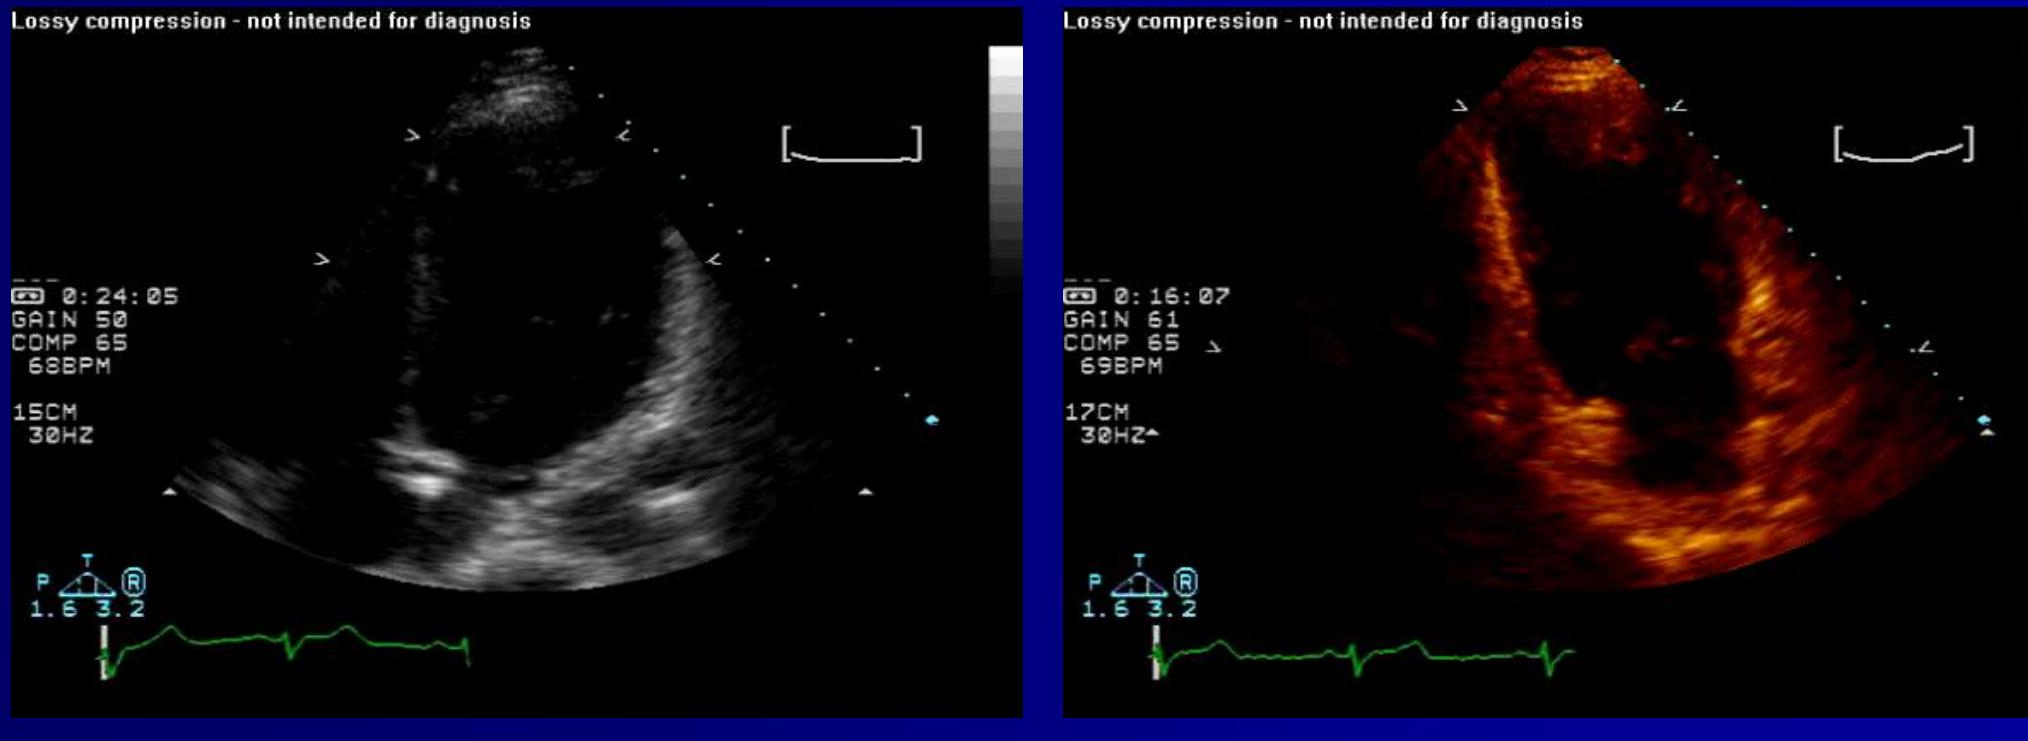 Lossy compression - not intended for diagnosis
0:24:05
GAIN 50
COMP 65
68BPM
15CM
30HZ
T
P R
1.6 3.2
Lossy compression - not intended for diagnosis
0:16:07
GAIN 61
COMP 65
69BPM
17CM
30HZ
T
P R
1.6 3.2